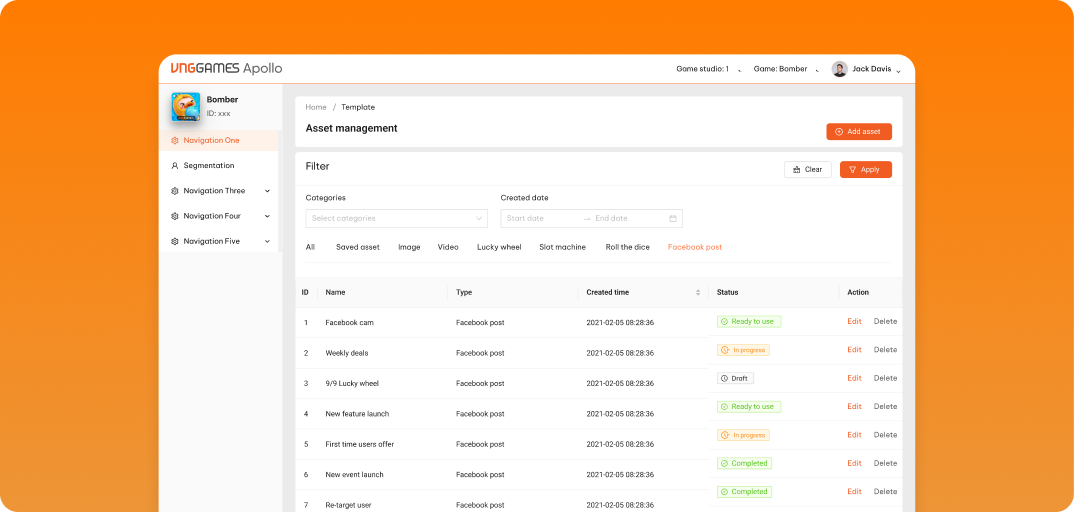 VNGGAMES Apollo
Game studio: 1
Game: Bomber
Jack Davis
Bomber
ID: xxx
Navigation One
Segmentation
Navigation Three
Navigation Four
Navigation Five
Home / Template
Asset management
Add asset
Filter
Clear
Apply
Categories
Created date
Select categories
Start date → End date
All Saved asset Image Video Lucky wheel Slot machine Roll the dice Facebook post
ID Name Type Created time Status Action
1 Facebook cam Facebook post 2021-02-05 08:28:36 Ready to use Edit Delete
2 Weekly deals Facebook post 2021-02-05 08:28:36 In progress Edit Delete
3 9/9 Lucky wheel Facebook post 2021-02-05 08:28:36 Draft Edit Delete
4 New feature launch Facebook post 2021-02-05 08:28:36 Ready to use Edit Delete
5 First time users offer Facebook post 2021-02-05 08:28:36 In progress Edit Delete
6 New event launch Facebook post 2021-02-05 08:28:36 Completed Edit Delete
7 Re-target user Facebook post 2021-02-05 08:28:36 Completed Edit Delete